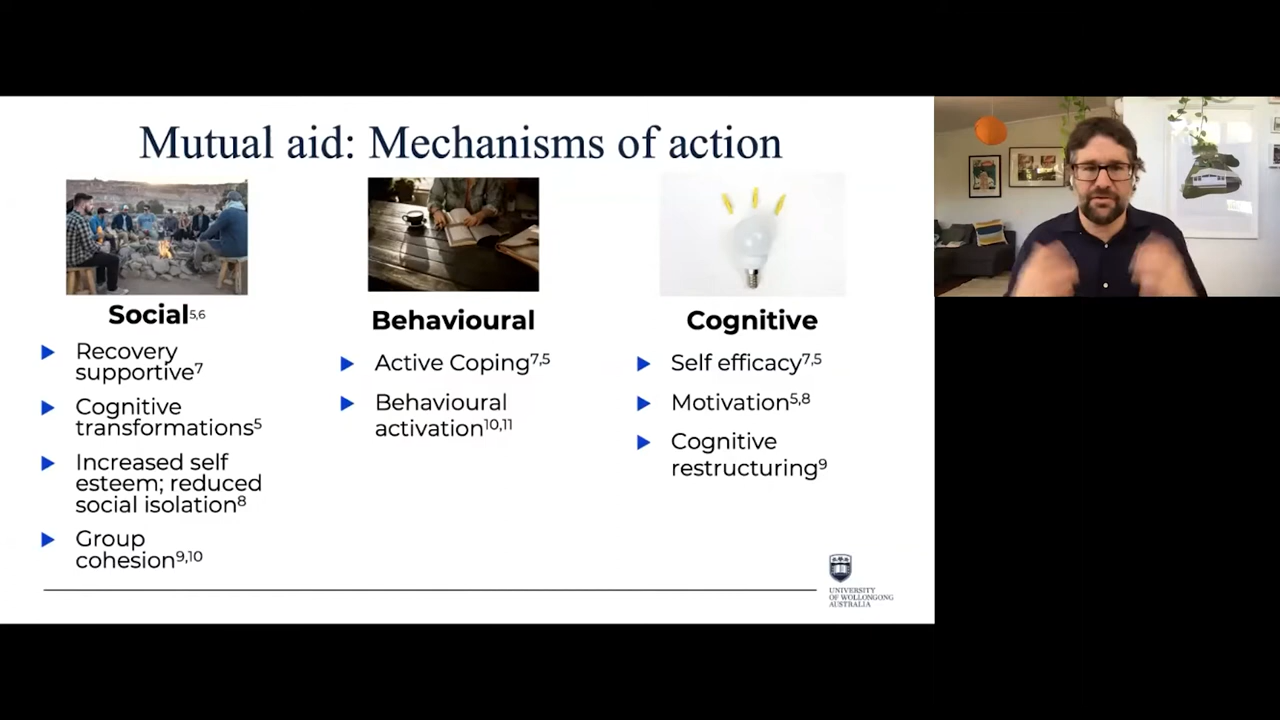 Mutual aid: Mechanisms of action
Social5,6
Recovery
supportive7
Cognitive
transformations5
Increased self
esteem; reduced
social isolation8
Group
cohesion9,10
Behavioural
Active Coping7,5
Behavioural
activation10,11
Cognitive
Self efficacy7,5
Motivation5,8
Cognitive
restructuring9
UNIVERSITY
OF WOLLONGONG
AUSTRALIA